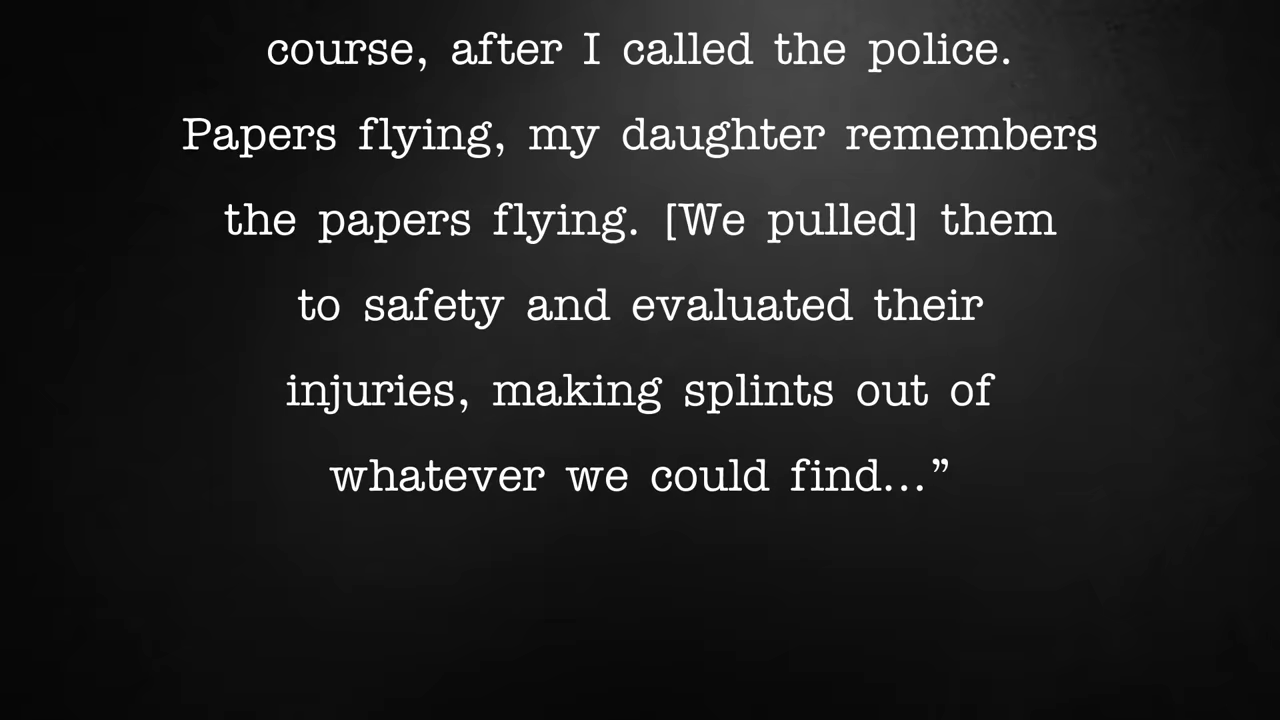 course, after I called the police.
Papers flying, my daughter remembers
the papers flying. [We pulled] them
to safety and evaluated their
injuries, making splints out of
whatever we could find...”